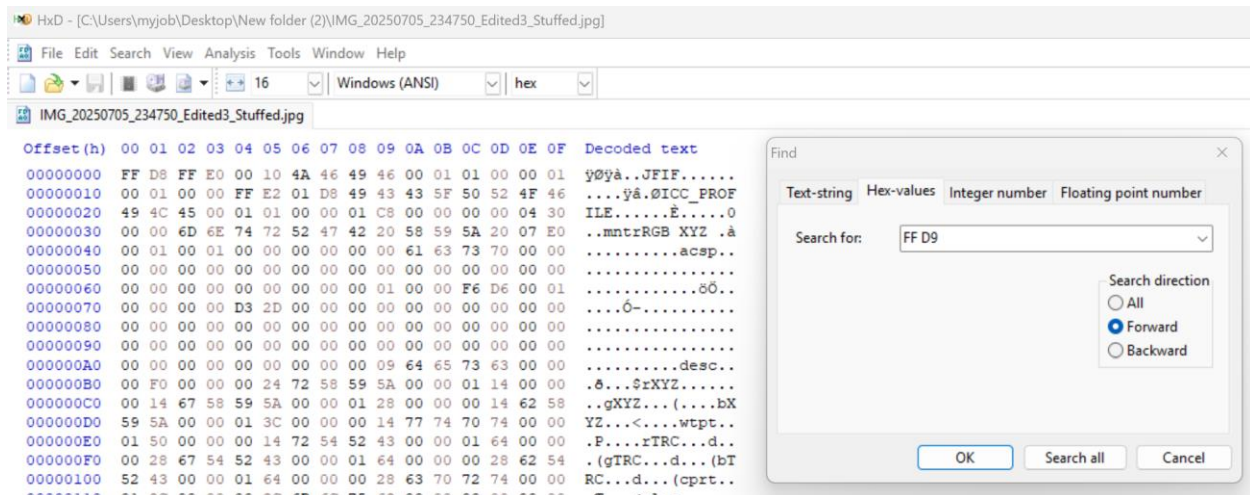 HxD - [C:\Users\myjob\Desktop\New folder (2)\IMG_20250705_234750_Edited3_Stuffed.jpg]
File Edit Search View Analysis Tools Window Help
16 Windows (ANSI) hex
IMG_20250705_234750_Edited3_Stuffed.jpg
Offset(h) 00 01 02 03 04 05 06 07 08 09 0A 0B 0C 0D 0E 0F Decoded text
00000000 FF D8 FF E0 00 10 4A 46 49 46 00 01 01 00 00 01 ÿØÿà..JFIF......
00000010 00 01 00 00 FF E2 01 D8 49 43 43 5F 50 52 4F 46 ....ÿâ.ØICC_PROF
00000020 49 4C 45 00 01 01 00 00 01 C8 00 00 00 00 04 30 ILE......È.....0
00000030 00 00 6D 6E 74 72 52 47 42 20 58 59 5A 20 07 E0 ..mntrRGB XYZ .à
00000040 00 01 00 01 00 00 00 00 00 00 61 63 73 70 00 00 ..........acsp..
00000050 00 00 00 00 00 00 00 00 00 00 00 00 00 00 00 00 ................
00000060 00 00 00 00 00 00 00 00 00 01 00 00 F6 D6 00 01 ............öÖ..
00000070 00 00 00 00 D3 2D 00 00 00 00 00 00 00 00 00 00 ....Ó-..........
00000080 00 00 00 00 00 00 00 00 00 00 00 00 00 00 00 00 ................
00000090 00 00 00 00 00 00 00 00 00 00 00 00 00 00 00 00 ................
000000A0 00 00 00 00 00 00 00 00 00 09 64 65 73 63 00 00 ..........desc..
000000B0 00 F0 00 00 00 24 72 58 59 5A 00 00 01 14 00 00 .ð...$rXYZ......
000000C0 00 14 67 58 59 5A 00 00 01 28 00 00 00 14 62 58 ..gXYZ...(....bX
000000D0 59 5A 00 00 01 3C 00 00 00 14 77 74 70 74 00 00 YZ...<....wtpt..
000000E0 01 50 00 00 00 14 72 54 52 43 00 00 01 64 00 00 .P....rTRC...d..
000000F0 00 28 67 54 52 43 00 00 01 64 00 00 00 28 62 54 .(gTRC...d...(bT
00000100 52 43 00 00 01 64 00 00 00 28 63 70 72 74 00 00 RC...d...(cprt..
Find
Text-string Hex-values Integer number Floating point number
Search for: FF D9
Search direction
All
Forward
Backward
OK Search all Cancel